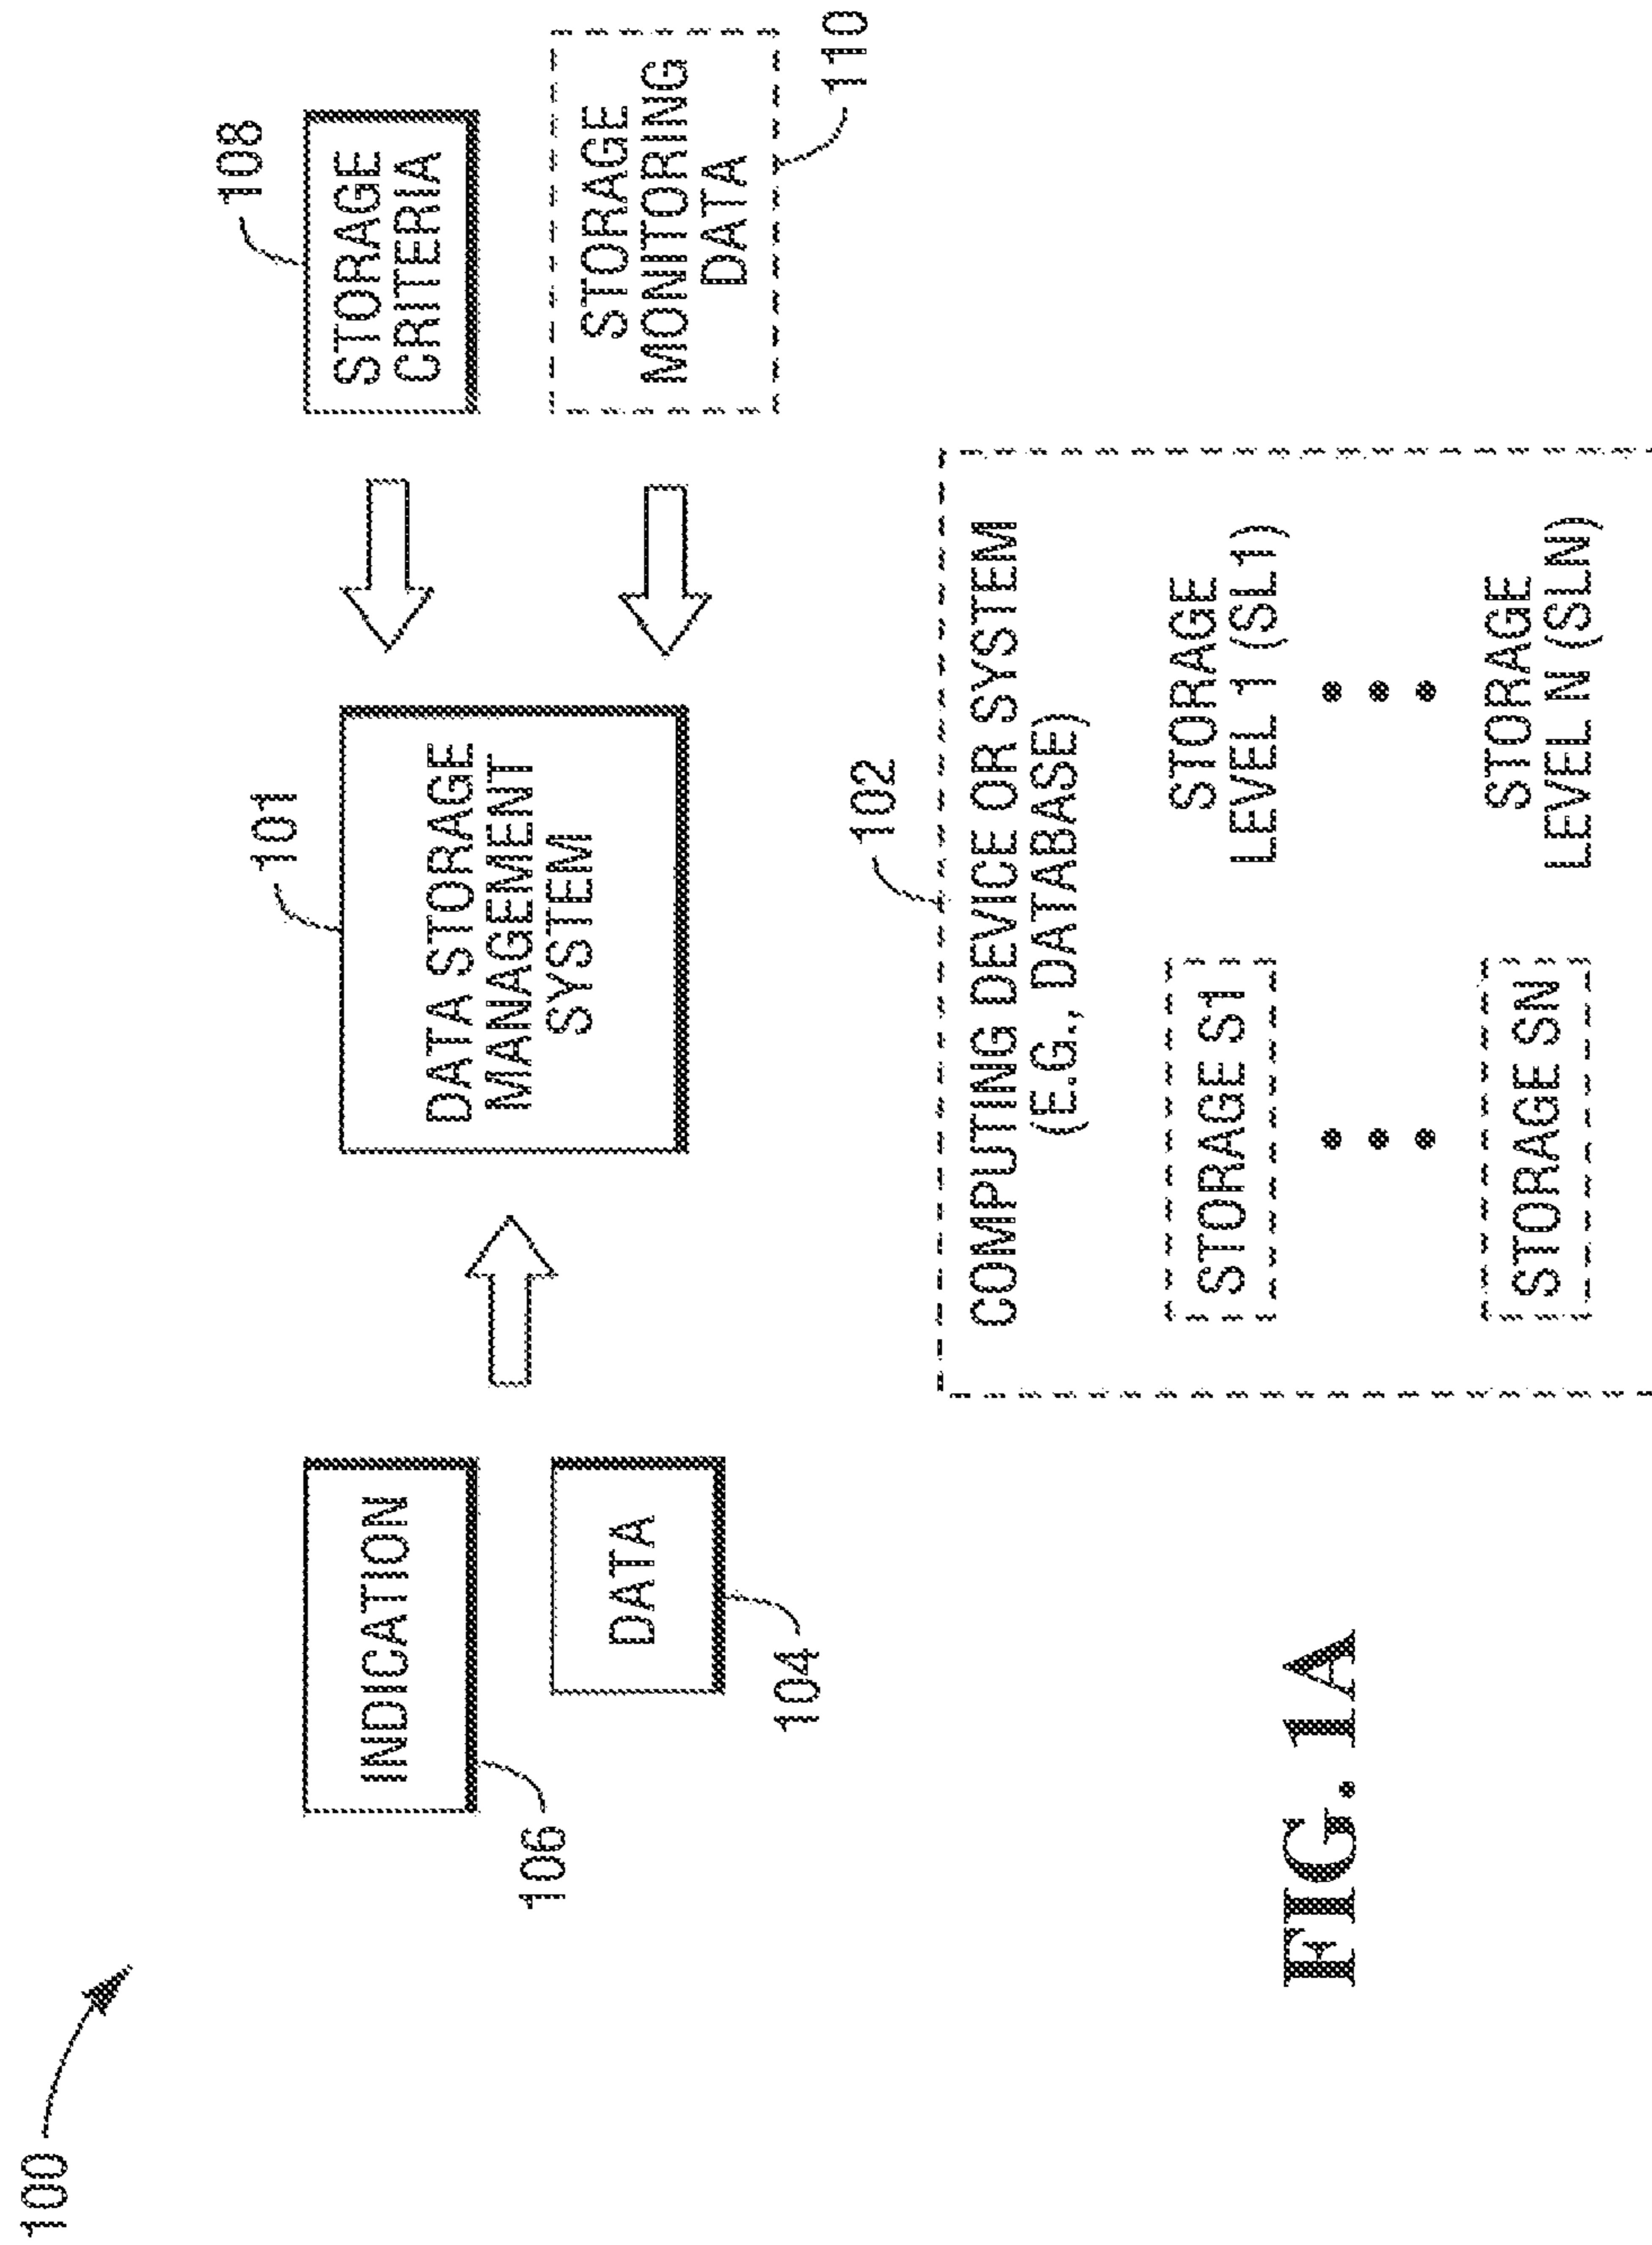 100
106
INDICATION
104
DATA
101
DATA STORAGE
MANAGEMENT
SYSTEM
108
STORAGE
CRITERIA
110
STORAGE
MONITORING
DATA
102
COMPUTING DEVICE OR SYSTEM
(E.G., DATABASE)
STORAGE S1
STORAGE
LEVEL 1 (SL1)
STORAGE SN
STORAGE
LEVEL N (SLN)
FIG. 1A